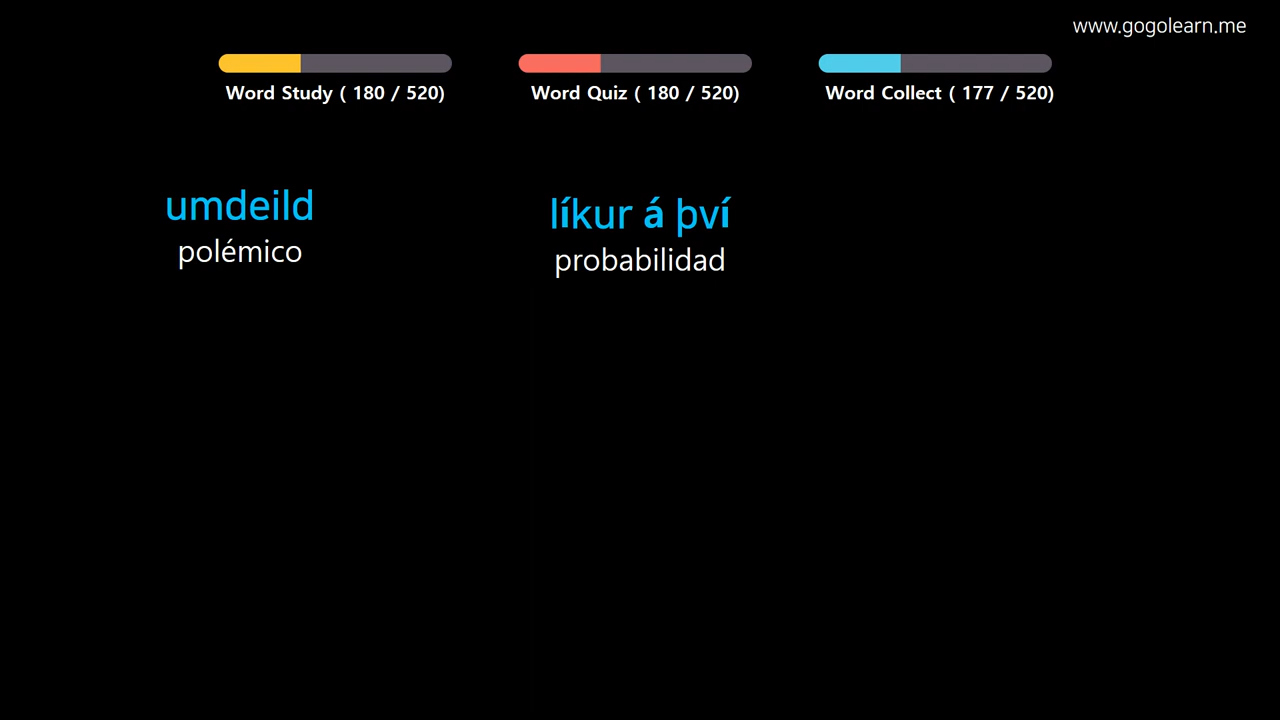 www.gogolearn.me
Word Study ( 180 / 520)
Word Quiz ( 180 / 520)
Word Collect ( 177 / 520)
umdeild
polémico
líkur á því
probabilidad